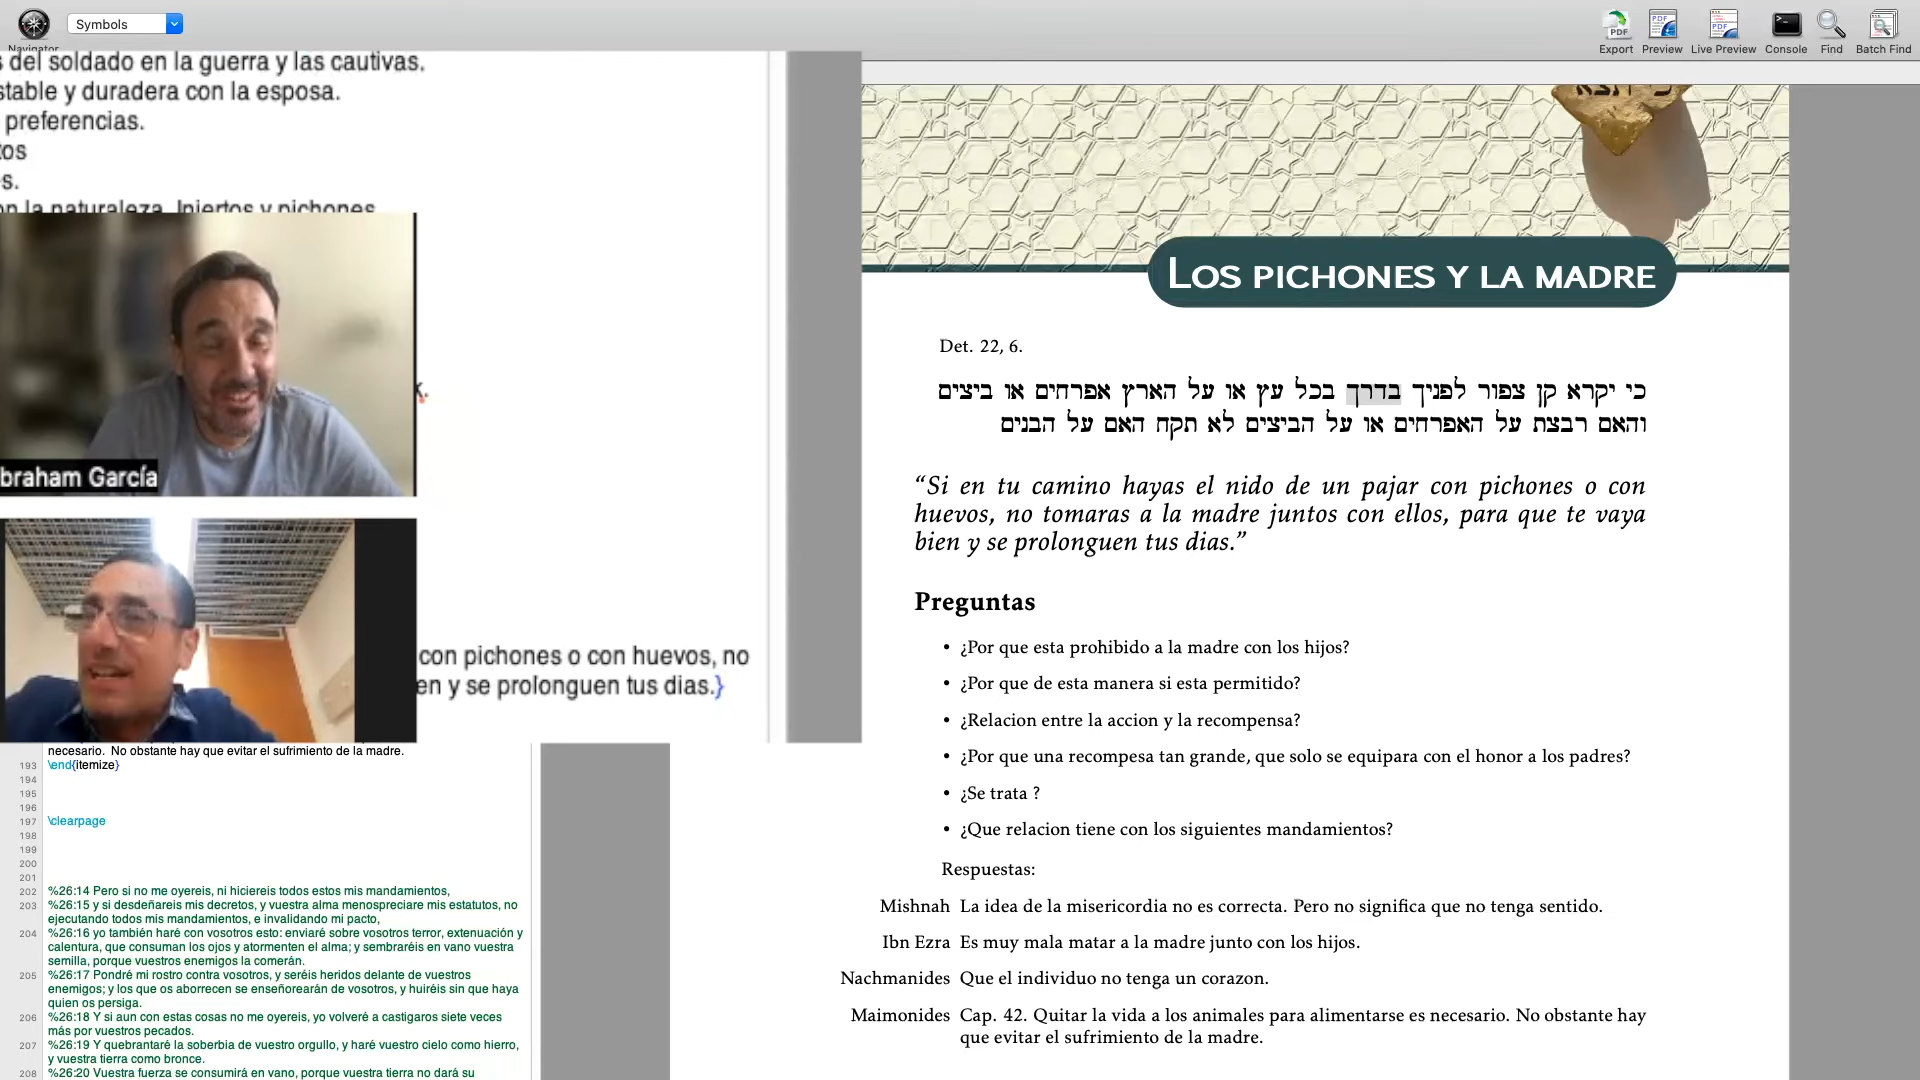 Symbols
Navigator
Export
Preview
Live Preview
Console
Find
Batch Find
del soldado en la guerra y las cautivas.
stable y duradera con la esposa.
preferencias.
tos
s.
on la naturaleza. Injertos y pichones
braham García
con pichones o con huevos, no
en y se prolonguen tus dias.}
necesario. No obstante hay que evitar el sufrimiento de la madre.
193 \end{itemize}
194
195
196
197 \clearpage
198
199
200
201
202 %26:14 Pero si no me oyereis, ni hiciereis todos estos mis mandamientos,
203 %26:15 y si desdeñareis mis decretos, y vuestra alma menospreciare mis estatutos, no
ejecutando todos mis mandamientos, e invalidando mi pacto,
204 %26:16 yo también haré con vosotros esto: enviaré sobre vosotros terror, extenuación y
calentura, que consuman los ojos y atormenten el alma; y sembraréis en vano vuestra
semilla, porque vuestros enemigos la comerán.
205 %26:17 Pondré mi rostro contra vosotros, y seréis heridos delante de vuestros
enemigos; y los que os aborrecen se enseñorearán de vosotros, y huiréis sin que haya
quien os persiga.
206 %26:18 Y si aun con estas cosas no me oyereis, yo volveré a castigaros siete veces
más por vuestros pecados.
207 %26:19 Y quebrantaré la soberbia de vuestro orgullo, y haré vuestro cielo como hierro,
y vuestra tierra como bronce.
208 %26:20 Vuestra fuerza se consumirá en vano, porque vuestra tierra no dará su
LOS PICHONES Y LA MADRE
Det. 22, 6.
כי יקרא קן צפור לפניך בדרך בכל עץ או על הארץ אפרחים או ביצים
והאם רבצת על האפרחים או על הביצים לא תקח האם על הבנים
“Si en tu camino hayas el nido de un pajar con pichones o con
huevos, no tomaras a la madre juntos con ellos, para que te vaya
bien y se prolonguen tus dias.”
Preguntas
• ¿Por que esta prohibido a la madre con los hijos?
• ¿Por que de esta manera si esta permitido?
• ¿Relacion entre la accion y la recompensa?
• ¿Por que una recompesa tan grande, que solo se equipara con el honor a los padres?
• ¿Se trata ?
• ¿Que relacion tiene con los siguientes mandamientos?
Respuestas:
Mishnah La idea de la misericordia no es correcta. Pero no significa que no tenga sentido.
Ibn Ezra Es muy mala matar a la madre junto con los hijos.
Nachmanides Que el individuo no tenga un corazon.
Maimonides Cap. 42. Quitar la vida a los animales para alimentarse es necesario. No obstante hay
que evitar el sufrimiento de la madre.